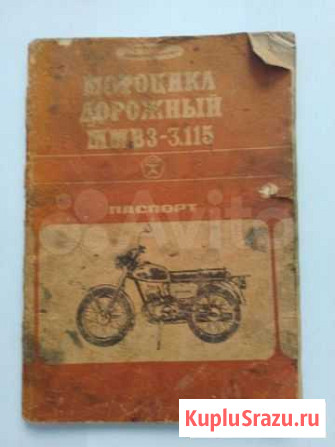 МОТОЦИКЛ
ДОРОЖНЫЙ
ММВЗ-3.115
ПАСПОРТ
Avito
KupluSrazu.ru